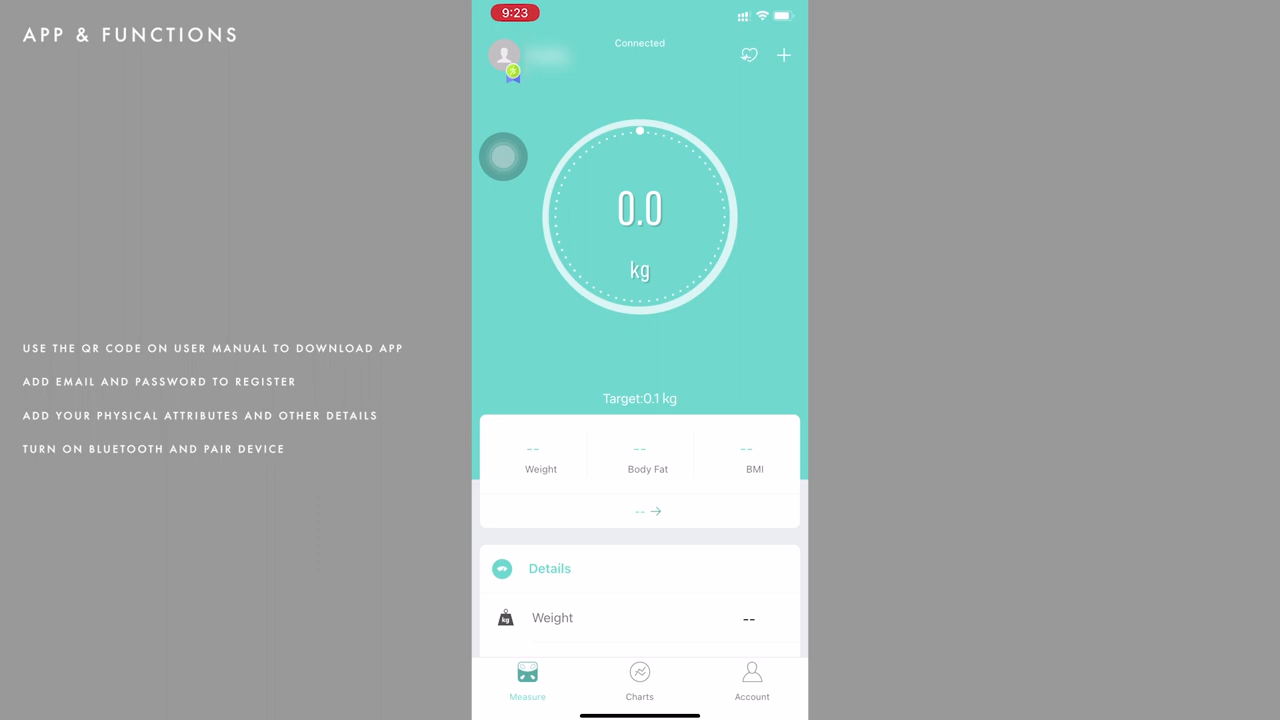 APP & FUNCTIONS
USE THE QR CODE ON USER MANUAL TO DOWNLOAD APP
ADD EMAIL AND PASSWORD TO REGISTER
ADD YOUR PHYSICAL ATTRIBUTES AND OTHER DETAILS
TURN ON BLUETOOTH AND PAIR DEVICE
9:23
Connected
0.0
kg
Target:0.1 kg
-- -- --
Weight Body Fat BMI
--
Details
kg Weight --
Measure Charts Account